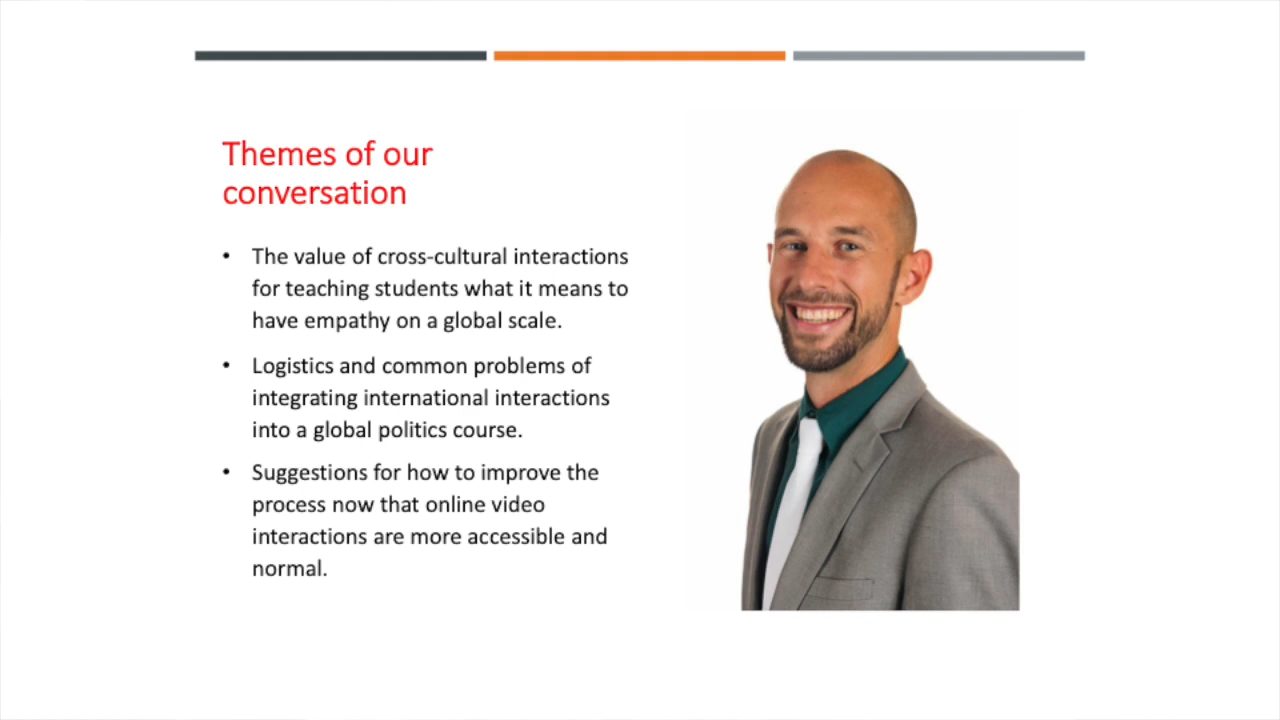 Themes of our
conversation
• The value of cross-cultural interactions
for teaching students what it means to
have empathy on a global scale.
• Logistics and common problems of
integrating international interactions
into a global politics course.
• Suggestions for how to improve the
process now that online video
interactions are more accessible and
normal.